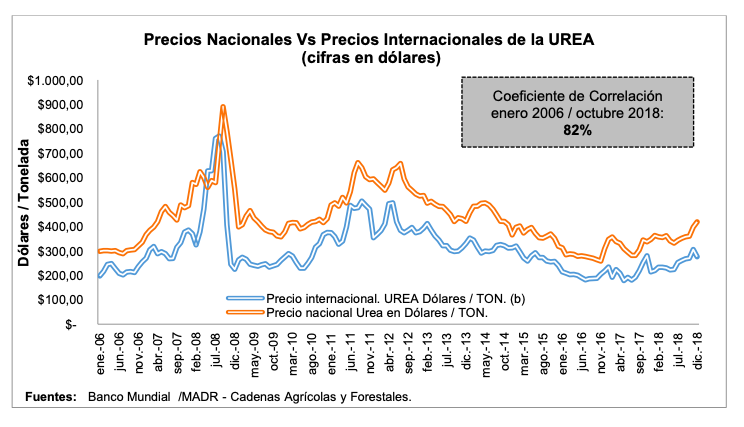 Precios Nacionales Vs Precios Internacionales de la UREA
(cifras en dólares)
$1.000,00
$900,00
$800,00
$700,00
$600,00
$500,00
$400,00
$300,00
$200,00
$100,00
$-
Dólares / Tonelada
Coeficiente de Correlación
enero 2006 / octubre 2018:
82%
Precio internacional. UREA Dólares / TON. (b)
Precio nacional Urea en Dólares / TON.
ene.-06
jun.-06
nov.-06
abr.-07
sep.-07
feb.-08
jul.-08
dic.-08
may.-09
oct.-09
mar.-10
ago.-10
ene.-11
jun.-11
nov.-11
abr.-12
sep.-12
feb.-13
jul.-13
dic.-13
may.-14
oct.-14
mar.-15
ago.-15
ene.-16
jun.-16
nov.-16
abr.-17
sep.-17
feb.-18
jul.-18
dic.-18
Fuentes: Banco Mundial /MADR - Cadenas Agrícolas y Forestales.